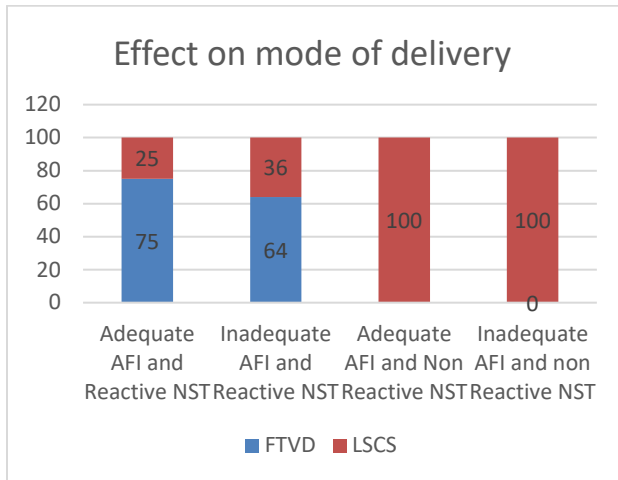 Effect on mode of delivery
120
100
80
60
40
20
0
25
75
36
64
100
100
0
Adequate AFI and Reactive NST
Inadequate AFI and Reactive NST
Adequate AFI and Non Reactive NST
Inadequate AFI and non Reactive NST
FTVD
LSCS